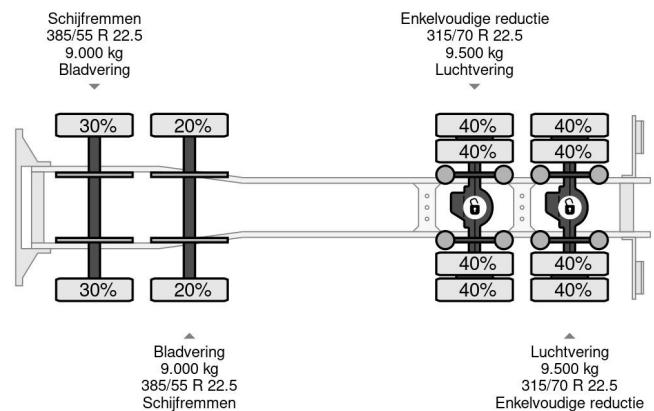 Schijfremmen
385/55 R 22.5
9.000 kg
Bladvering
Enkelvoudige reductie
315/70 R 22.5
9.500 kg
Luchtvering
30% 20% 40% 40%
40% 40%
40% 40%
30% 20% 40% 40%
Bladvering
9.000 kg
385/55 R 22.5
Schijfremmen
Luchtvering
9.500 kg
315/70 R 22.5
Enkelvoudige reductie